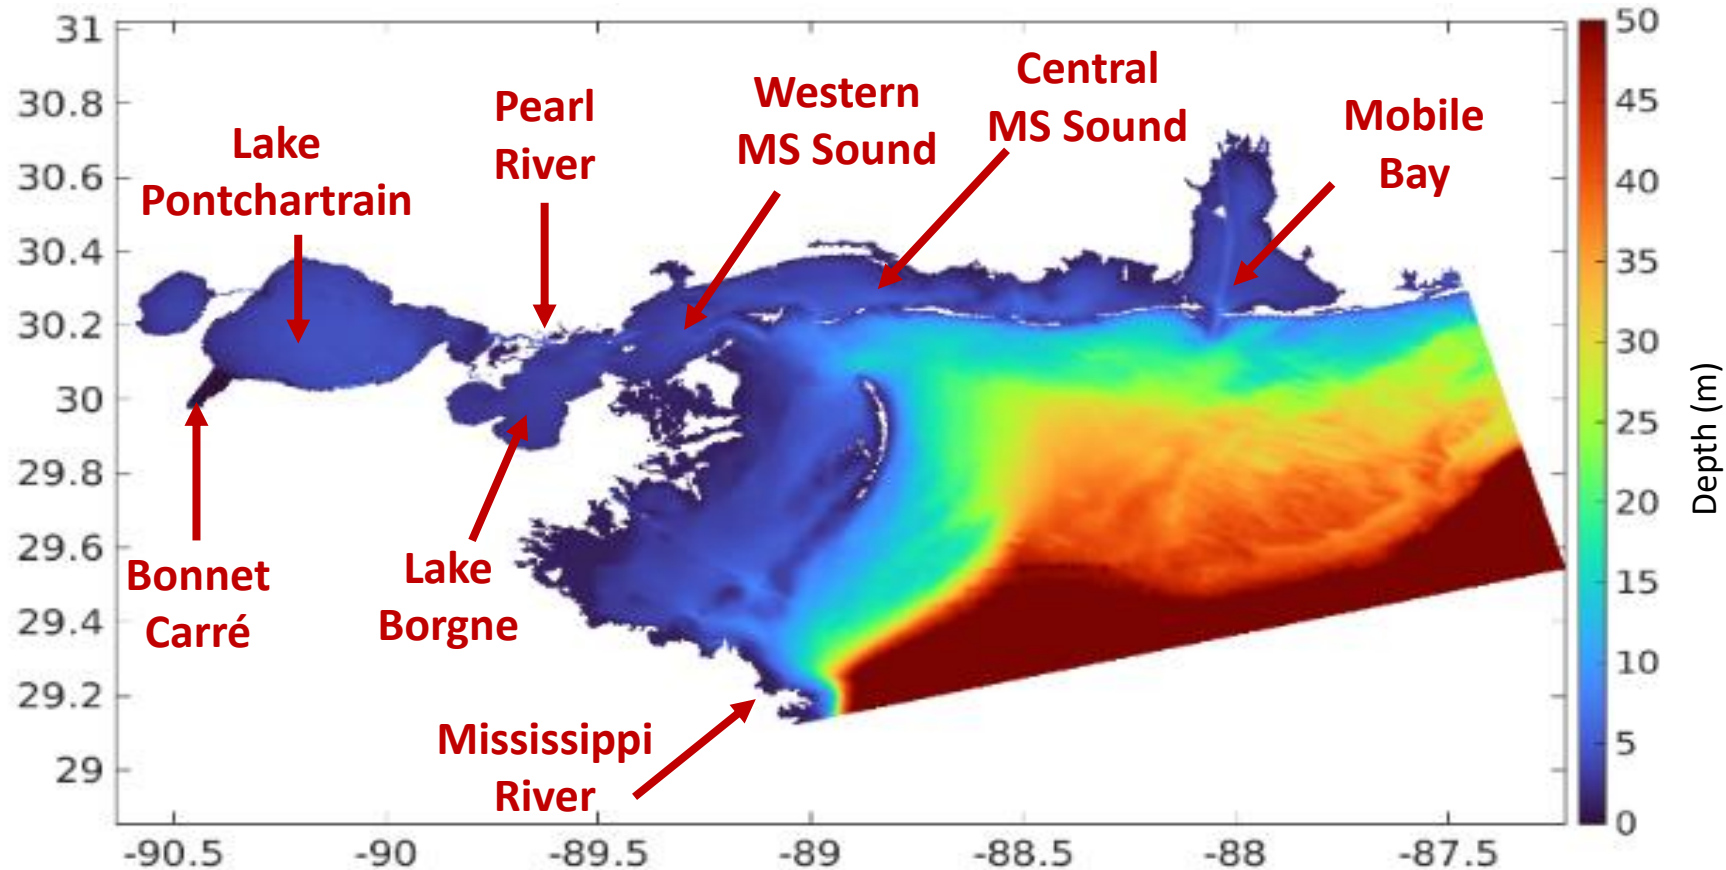 Lake
Pontchartrain
Pearl
River
Western
MS Sound
Central
MS Sound
Mobile
Bay
Bonnet
Carré
Lake
Borgne
Mississippi
River
31
30.8
30.6
30.4
30.2
30
29.8
29.6
29.4
29.2
29
-90.5
-90
-89.5
-89
-88.5
-88
-87.5
50
45
40
35
30
25
20
15
10
5
0
Depth (m)